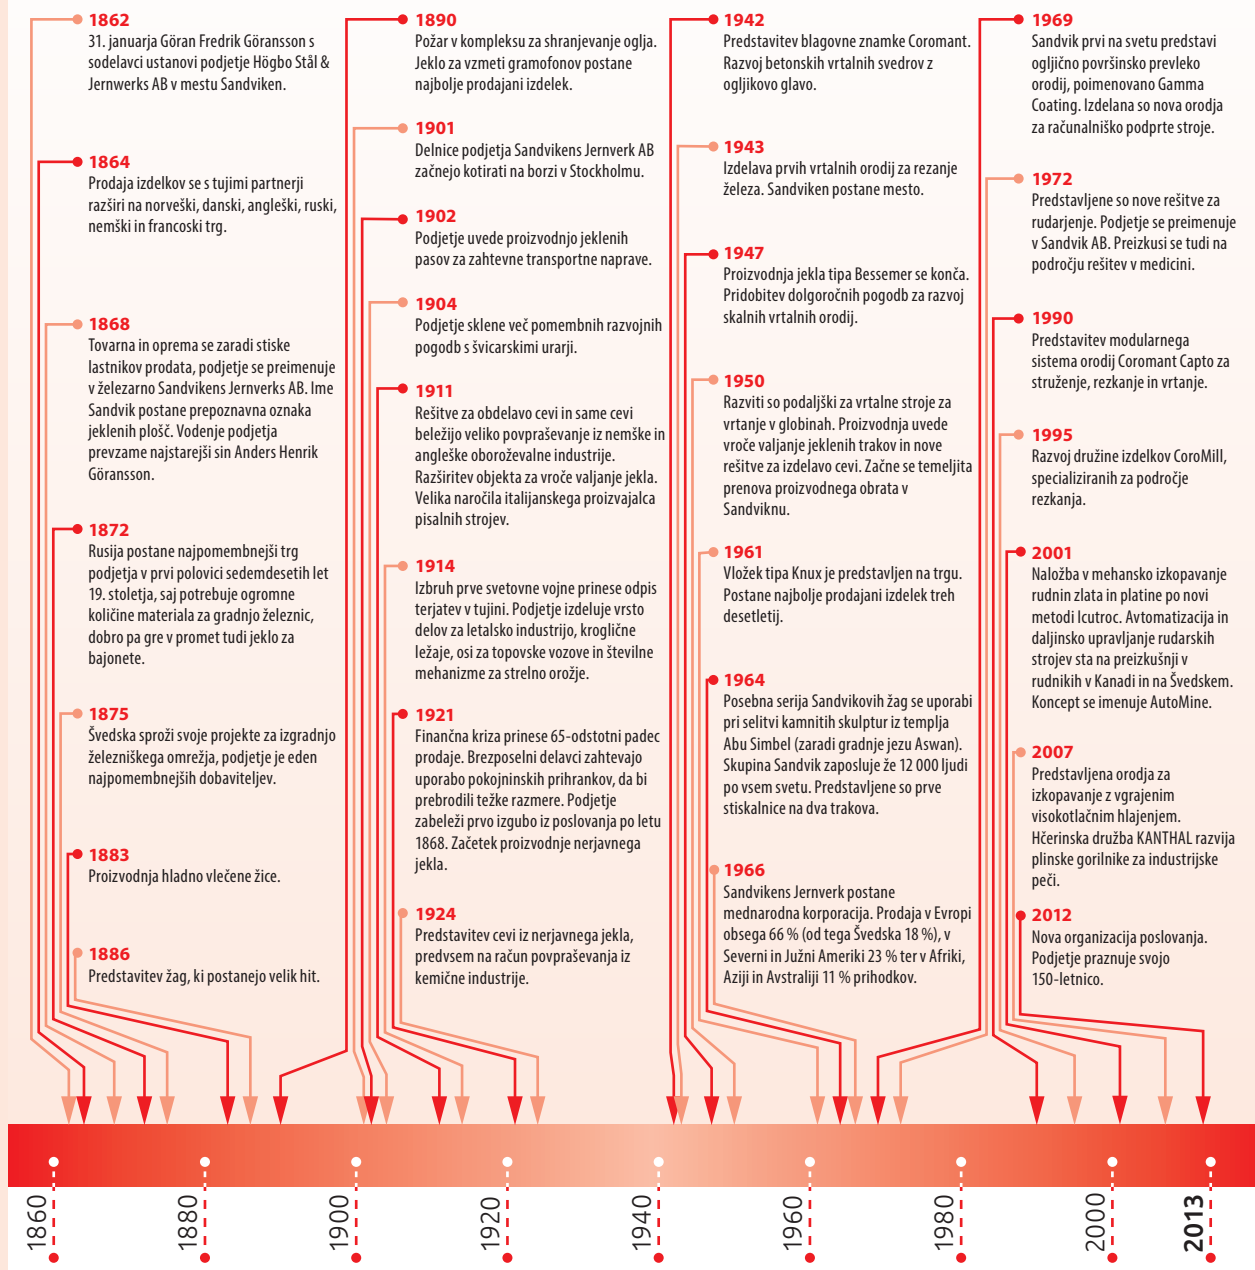 1862
31. januarja Göran Fredrik Göransson s
sodelavci ustanovi podjetje Högbo Stål &
Jernwerks AB v mestu Sandviken.
1864
Prodaja izdelkov se s tujimi partnerji
razširi na norveški, danski, angleški, ruski,
nemški in francoski trg.
1868
Tovarna in oprema se zaradi stiske
lastnikov prodata, podjetje se preimenuje
v železarno Sandvikens Jernverks AB. Ime
Sandvik postane prepoznavna oznaka
jeklenih plošč. Vodenje podjetja
prevzame najstarejši sin Anders Henrik
Göransson.
1872
Rusija postane najpomembnejši trg
podjetja v prvi polovici sedemdesetih let
19. stoletja, saj potrebuje ogromne
količine materiala za gradnjo železnic,
dobro pa gre v promet tudi jeklo za
bajonete.
1875
Švedska sproži svoje projekte za izgradnjo
železniškega omrežja, podjetje je eden
najpomembnejših dobaviteljev.
1883
Proizvodnja hladno vlečene žice.
1886
Predstavitev žag, ki postanejo velik hit.
1890
Požar v kompleksu za shranjevanje oglja.
Jeklo za vzmeti gramofonov postane
najbolje prodajani izdelek.
1901
Delnice podjetja Sandvikens Jernverk AB
začnejo kotirati na borzi v Stockholmu.
1902
Podjetje uvede proizvodnjo jeklenih
pasov za zahtevne transportne naprave.
1904
Podjetje sklene več pomembnih razvojnih
pogodb s švicarskimi urarji.
1911
Rešitve za obdelavo cevi in same cevi
beležijo veliko povpraševanje iz nemške in
angleške oboroževalne industrije.
Razširitev objekta za vroče valjanje jekla.
Velika naročila italijanskega proizvajalca
pisalnih strojev.
1914
Izbruh prve svetovne vojne prinese odpis
terjatev v tujini. Podjetje izdeluje vrsto
delov za letalsko industrijo, kroglične
ležaje, osi za topovske vozove in številne
mehanizme za strelno orožje.
1921
Finančna kriza prinese 65-odstotni padec
prodaje. Brezposelni delavci zahtevajo
uporabo pokojninskih prihrankov, da bi
prebrodili težke razmere. Podjetje
zabeleži prvo izgubo iz poslovanja po letu
1868. Začetek proizvodnje nerjavnega
jekla.
1924
Predstavitev cevi iz nerjavnega jekla,
predvsem na račun povpraševanja iz
kemične industrije.
1942
Predstavitev blagovne znamke Coromant.
Razvoj betonskih vrtalnih svedrov z
ogljikovo glavo.
1943
Izdelava prvih vrtalnih orodij za rezanje
železa. Sandviken postane mesto.
1947
Proizvodnja jekla tipa Bessemer se konča.
Pridobitev dolgoročnih pogodb za razvoj
skalnih vrtalnih orodij.
1950
Razviti so podaljški za vrtalne stroje za
vrtanje v globinah. Proizvodnja uvede
vroče valjanje jeklenih trakov in nove
rešitve za izdelavo cevi. Začne se temeljita
prenova proizvodnega obrata v
Sandviknu.
1961
Vložek tipa Knux je predstavljen na trgu.
Postane najbolje prodajani izdelek treh
desetletij.
1964
Posebna serija Sandvikovih žag se uporabi
pri selitvi kamnitih skulptur iz templja
Abu Simbel (zaradi gradnje jezu Aswan).
Skupina Sandvik zaposluje že 12 000 ljudi
po vsem svetu. Predstavljene so prve
stiskalnice na dva trakova.
1966
Sandvikens Jernverk postane
mednarodna korporacija. Prodaja v Evropi
obsega 66 % (od tega Švedska 18 %), v
Severni in Južni Ameriki 23 % ter v Afriki,
Aziji in Avstraliji 11 % prihodkov.
1969
Sandvik prvi na svetu predstavi
ogljično površinsko prevleko
orodij, poimenovano Gamma
Coating. Izdelana so nova orodja
za računalniško podprte stroje.
1972
Predstavljene so nove rešitve za
rudarjenje. Podjetje se preimenuje
v Sandvik AB. Preizkusi se tudi na
področju rešitev v medicini.
1990
Predstavitev modularnega
sistema orodij Coromant Capto za
struženje, rezkanje in vrtanje.
1995
Razvoj družine izdelkov CoroMill,
specializiranih za področje
rezkanja.
2001
Naložba v mehansko izkopavanje
rudnin zlata in platine po novi
metodi Icutroc. Avtomatizacija in
daljinsko upravljanje rudarskih
strojev sta na preizkušnji v
rudnikih v Kanadi in na Švedskem.
Koncept se imenuje AutoMine.
2007
Predstavljena orodja za
izkopavanje z vgrajenim
visokotlačnim hlajenjem.
Hčerinska družba KANTHAL razvija
plinske gorilnike za industrijske
peči.
2012
Nova organizacija poslovanja.
Podjetje praznuje svojo
150-letnico.
1860
1880
1900
1920
1940
1960
1980
2000
2013